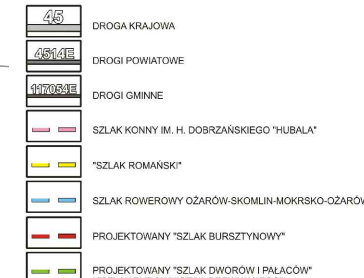 45
DROGA KRAJOWA
4514E
DROGI POWIATOWE
117054E
DROGI GMINNE
SZLAK KONNY IM. H. DOBRZAŃSKIEGO "HUBALA"
"SZLAK ROMAŃSKI"
SZLAK ROWEROWY OŻARÓW-SKOMLIN-MOKRSKO-OŻARÓW
PROJEKTOWANY "SZLAK BURSZTYNOWY"
PROJEKTOWANY "SZLAK DWORÓW I PAŁACÓW"